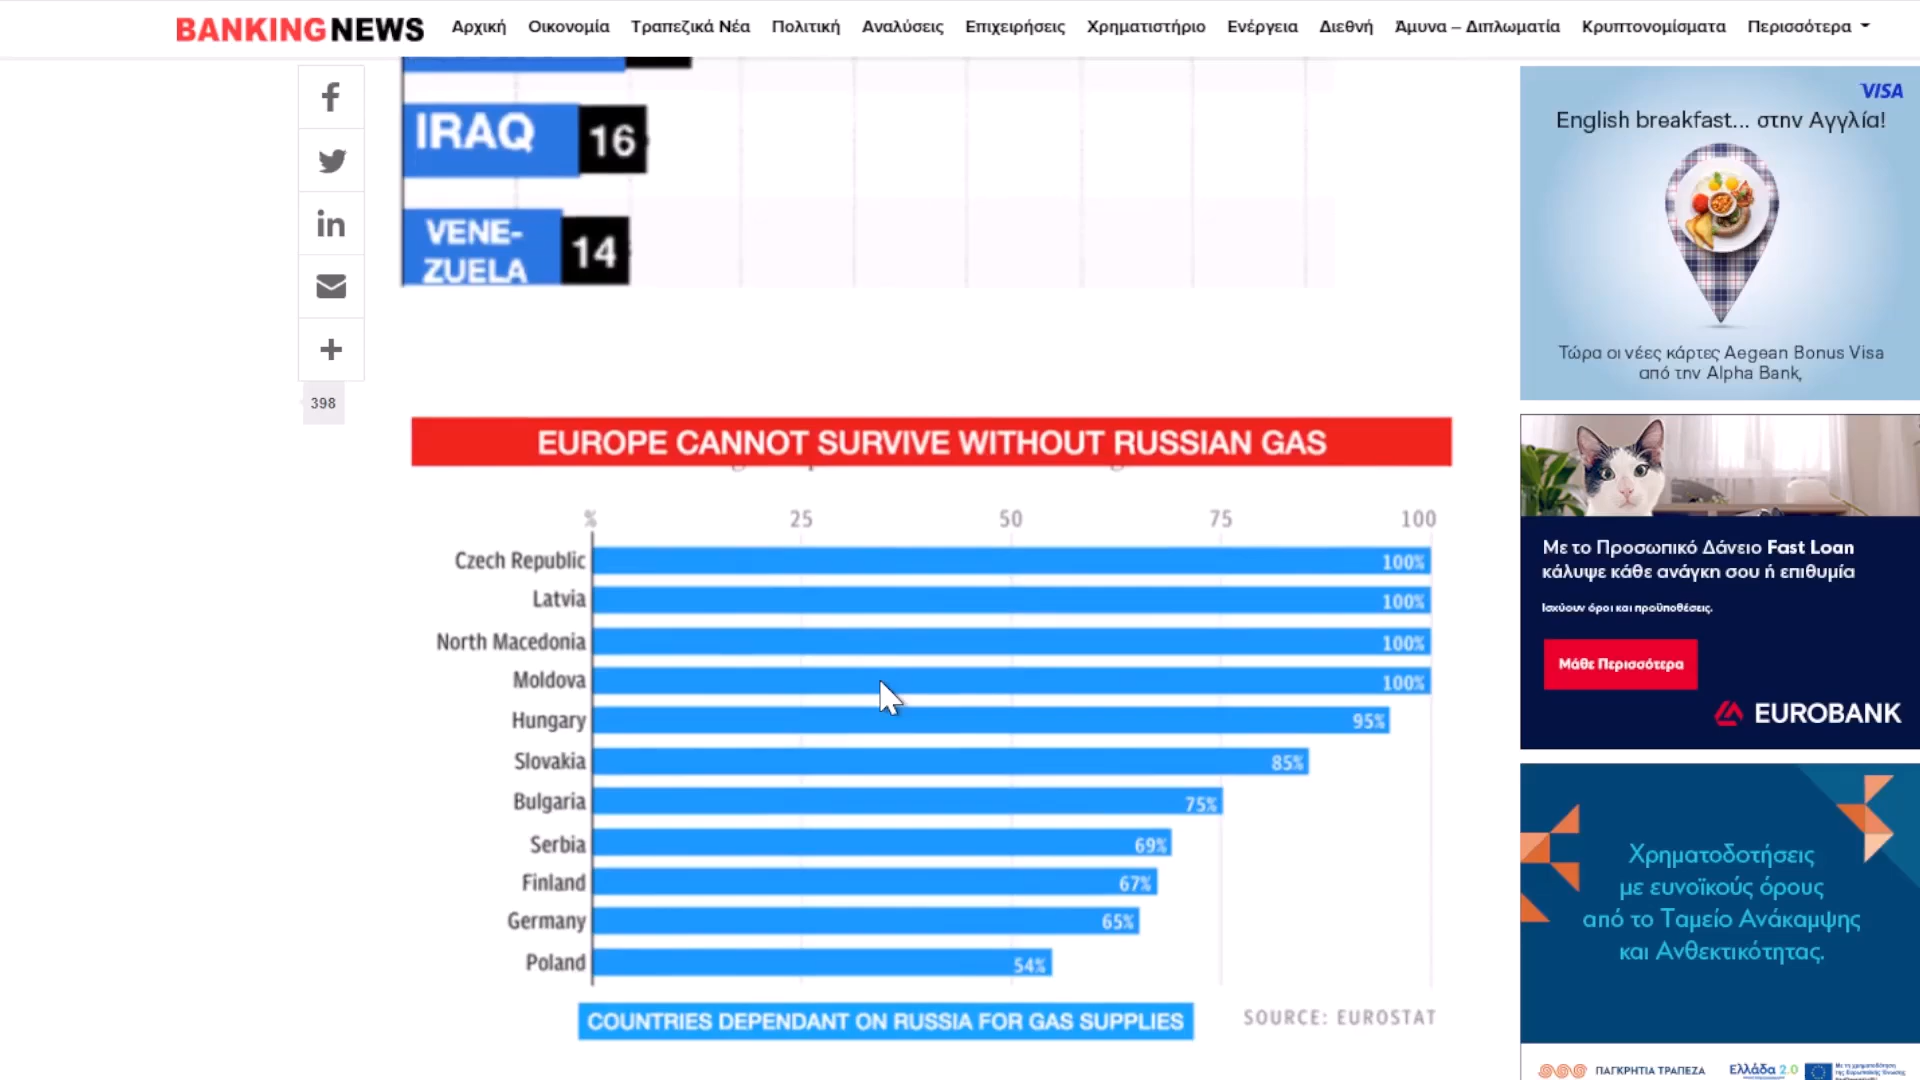 BANKINGNEWS
Αρχική Οικονομία Τραπεζικά Νέα Πολιτική Αναλύσεις Επιχειρήσεις Χρηματιστήριο Ενέργεια Διεθνή Άμυνα – Διπλωματία Κρυπτονομίσματα Περισσότερα
IRAQ 16
VENE-
ZUELA 14
398
EUROPE CANNOT SURVIVE WITHOUT RUSSIAN GAS
% 25 50 75 100
Czech Republic 100%
Latvia 100%
North Macedonia 100%
Moldova 100%
Hungary 95%
Slovakia 85%
Bulgaria 75%
Serbia 69%
Finland 67%
Germany 65%
Poland 54%
COUNTRIES DEPENDANT ON RUSSIA FOR GAS SUPPLIES
SOURCE: EUROSTAT
VISA
English breakfast... στην Αγγλία!
Τώρα οι νέες κάρτες Aegean Bonus Visa
από την Alpha Bank,
Με το Προσωπικό Δάνειο Fast Loan
κάλυψε κάθε ανάγκη σου ή επιθυμία
Ισχύουν όροι και προϋποθέσεις.
Μάθε Περισσότερα
EUROBANK
Χρηματοδοτήσεις
με ευνοϊκούς όρους
από το Ταμείο Ανάκαμψης
και Ανθεκτικότητας.
ΠΑΓΚΡΗΤΙΑ ΤΡΑΠΕΖΑ Ελλάδα 2.0